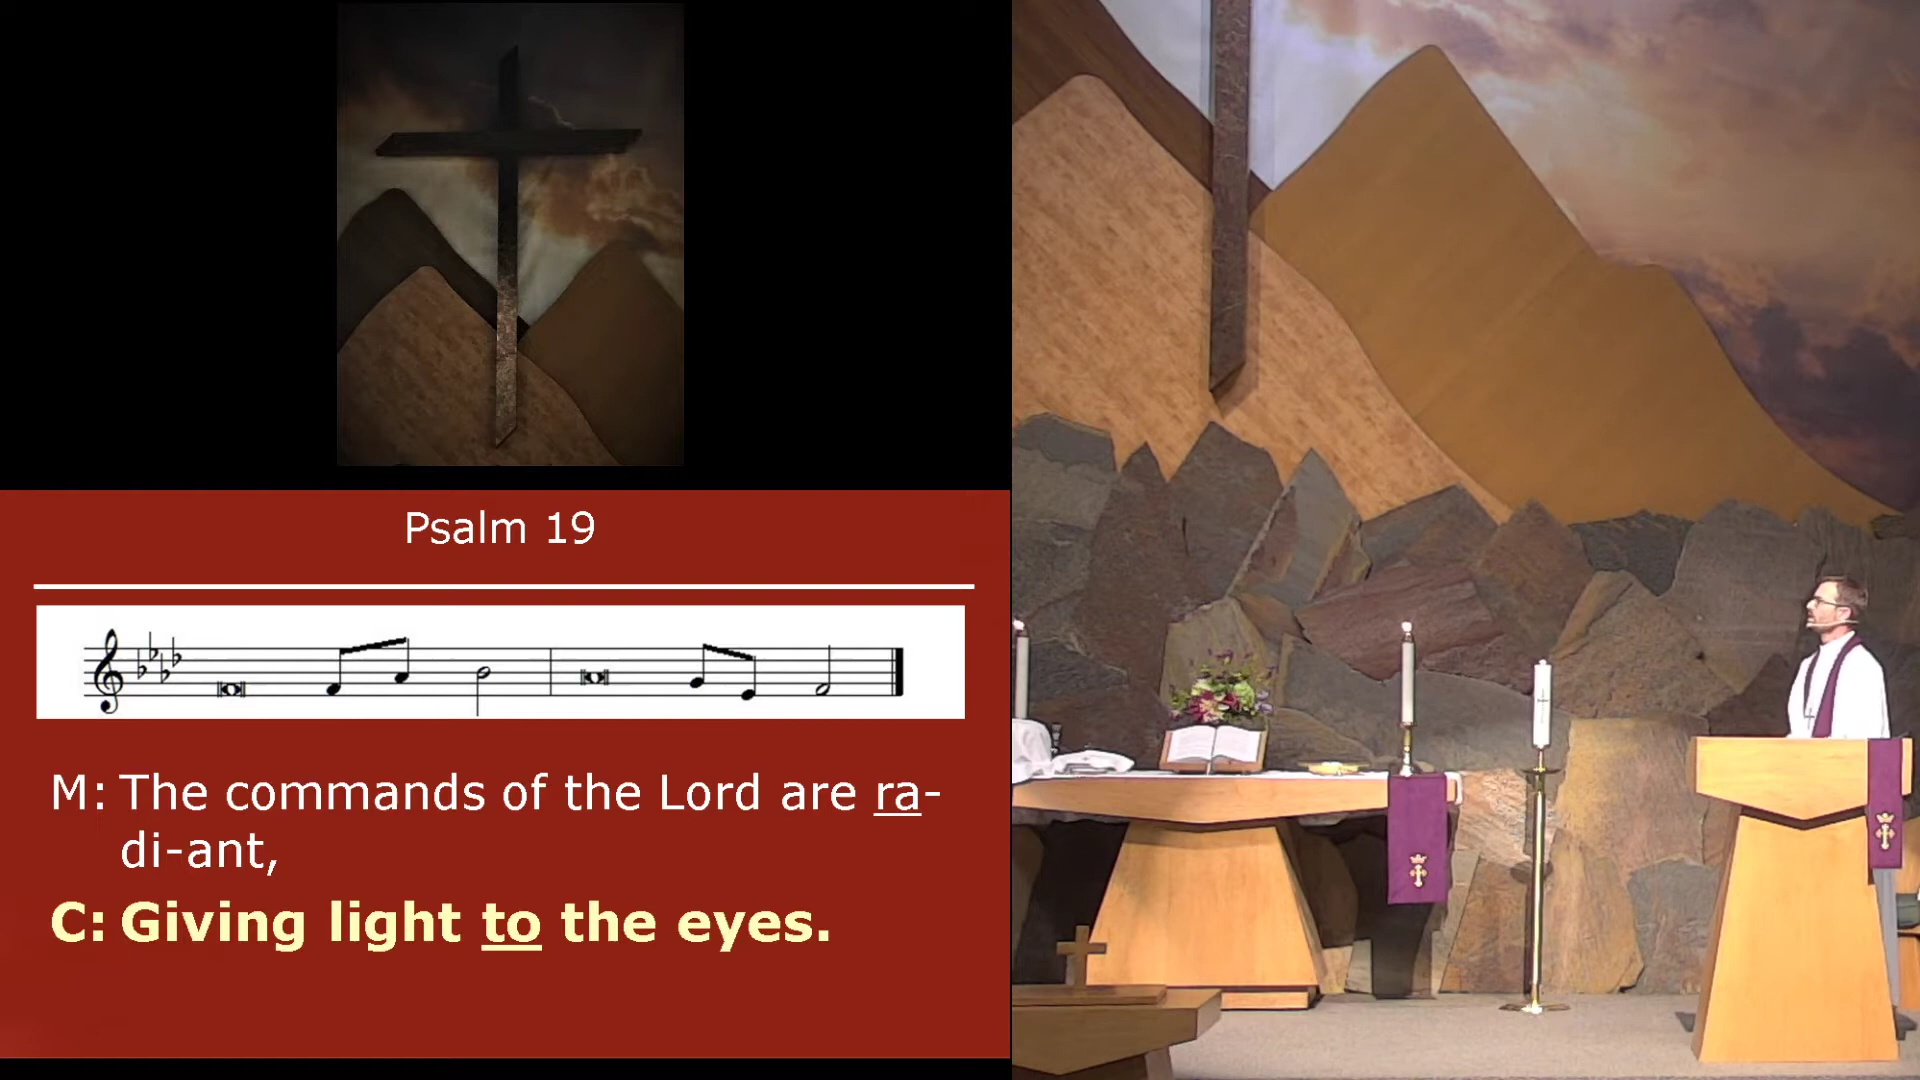 Psalm 19
M: The commands of the Lord are ra-
di-ant,
C: Giving light to the eyes.